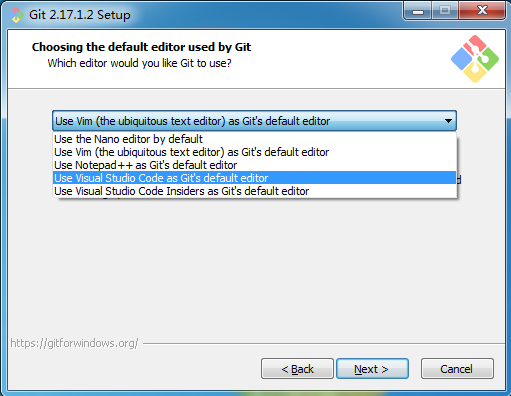 Git 2.17.1.2 Setup
Choosing the default editor used by Git
Which editor would you like Git to use?
Use Vim (the ubiquitous text editor) as Git's default editor
Use the Nano editor by default
Use Vim (the ubiquitous text editor) as Git's default editor
Use Notepad++ as Git's default editor
Use Visual Studio Code as Git's default editor
Use Visual Studio Code Insiders as Git's default editor
https://gitforwindows.org/
< Back
Next >
Cancel